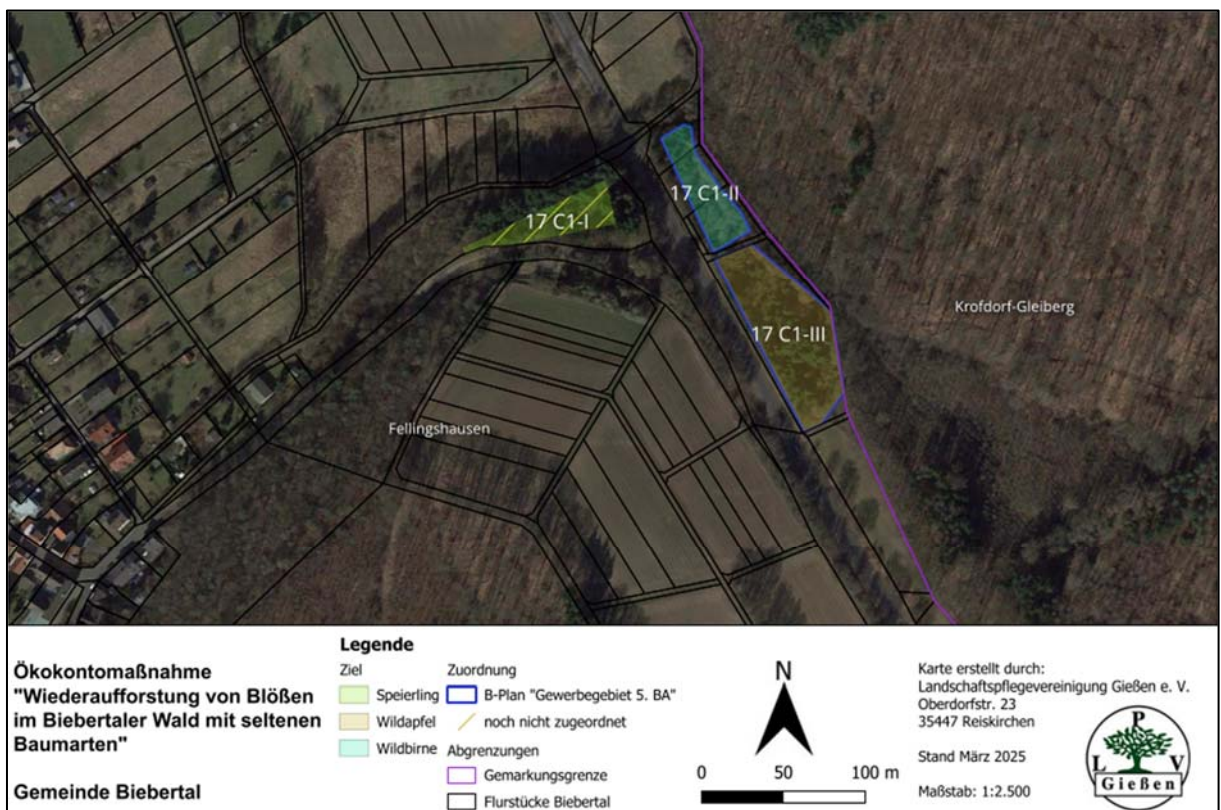 17 C1-II
17 C1-I
Krofdorf-Gleiberg
17 C1-III
Fellingshausen
Ökokontomaßnahme
"Wiederaufforstung von Blößen
im Biebertaler Wald mit seltenen
Baumarten"
Gemeinde Biebertal
Legende
Ziel
Speierling
Wildapfel
Wildbirne
Zuordnung
B-Plan "Gewerbegebiet 5. BA"
noch nicht zugeordnet
Abgrenzungen
Gemarkungsgrenze
Flurstücke Biebertal
N
0 50 100 m
Karte erstellt durch:
Landschaftspflegevereinigung Gießen e. V.
Oberdorfstr. 23
35447 Reiskirchen
Stand März 2025
Maßstab: 1:2.500
L P V
Gießen